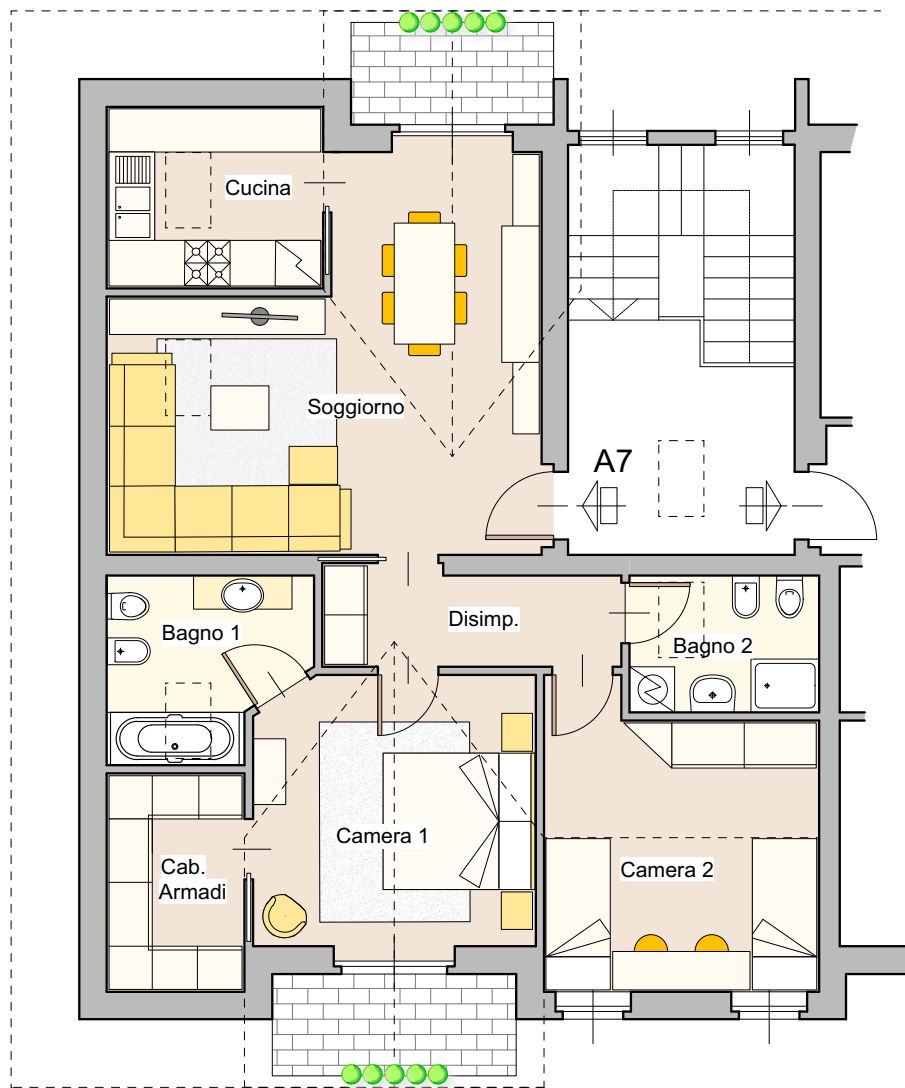 Cucina
Soggiorno
A7
Disimp.
Bagno 1
Bagno 2
Camera 1
Cab.
Armadi
Camera 2